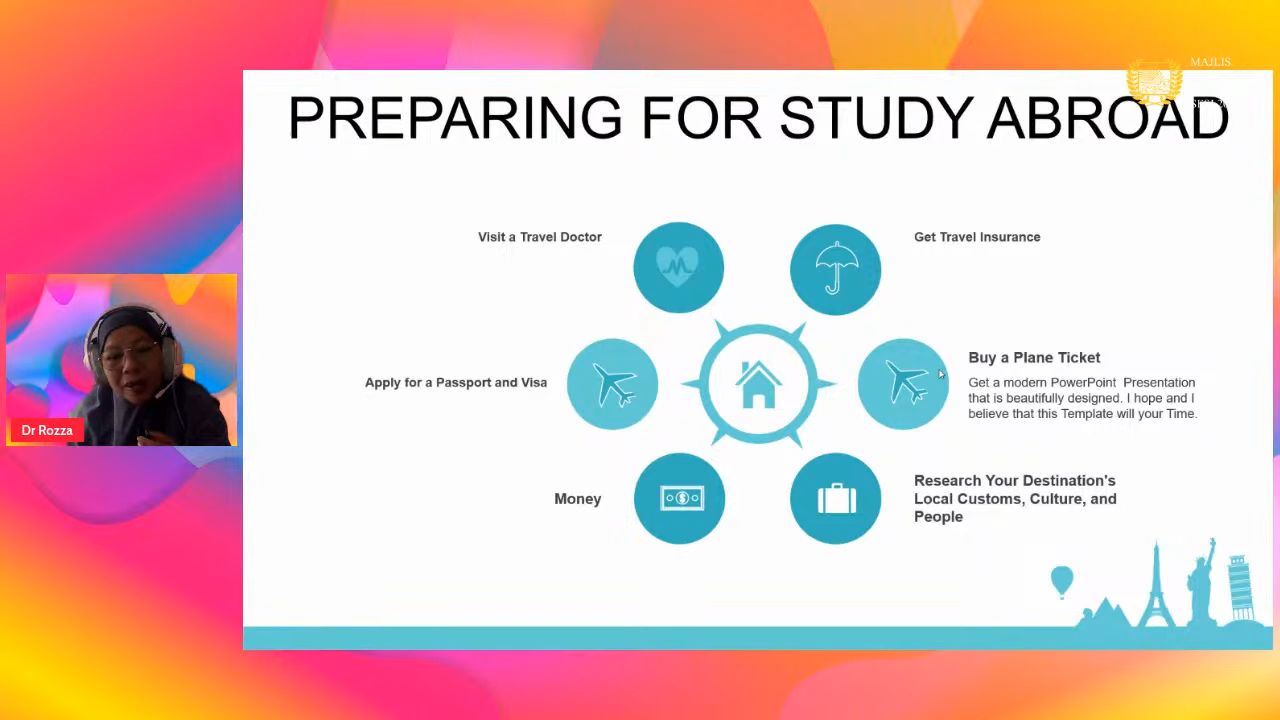 MAJLIS
PREPARING FOR STUDY ABROAD
Visit a Travel Doctor
Get Travel Insurance
Apply for a Passport and Visa
Buy a Plane Ticket
Get a modern PowerPoint Presentation
that is beautifully designed. I hope and I
believe that this Template will your Time.
Money
Research Your Destination's
Local Customs, Culture, and
People
Dr Rozza